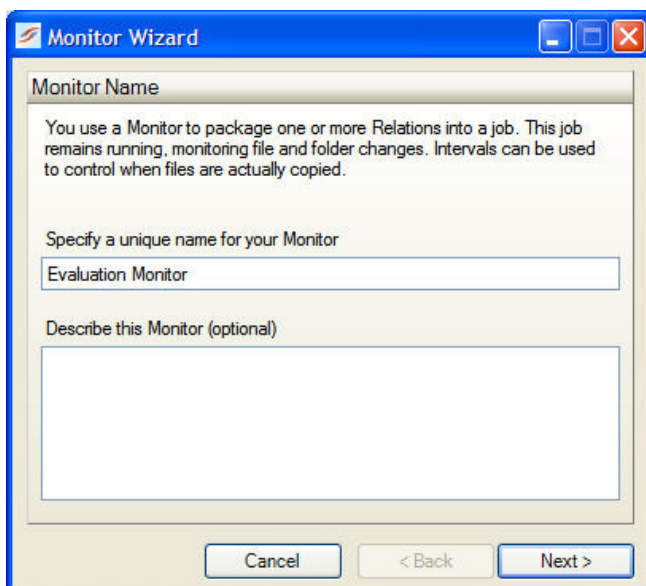 Monitor Wizard
Monitor Name
You use a Monitor to package one or more Relations into a job. This job
remains running, monitoring file and folder changes. Intervals can be used
to control when files are actually copied.
Specify a unique name for your Monitor
Evaluation Monitor
Describe this Monitor (optional)
Cancel
< Back
Next >